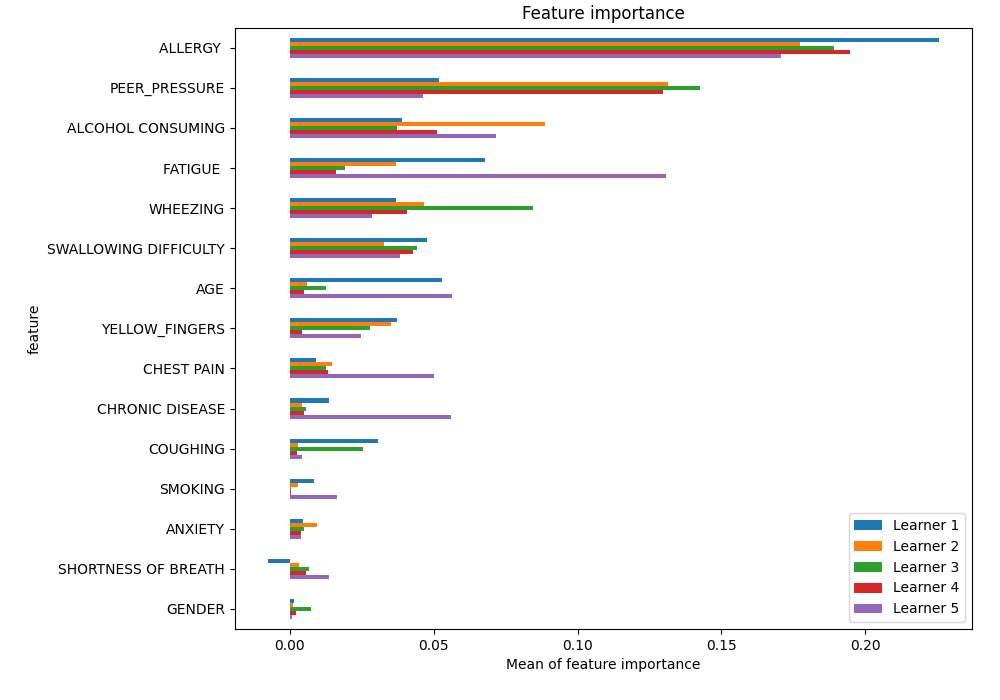 Feature importance
ALLERGY
PEER_PRESSURE
ALCOHOL CONSUMING
FATIGUE
WHEEZING
SWALLOWING DIFFICULTY
AGE
YELLOW_FINGERS
CHEST PAIN
CHRONIC DISEASE
COUGHING
SMOKING
ANXIETY
SHORTNESS OF BREATH
GENDER
feature
Learner 1
Learner 2
Learner 3
Learner 4
Learner 5
0.00 0.05 0.10 0.15 0.20
Mean of feature importance